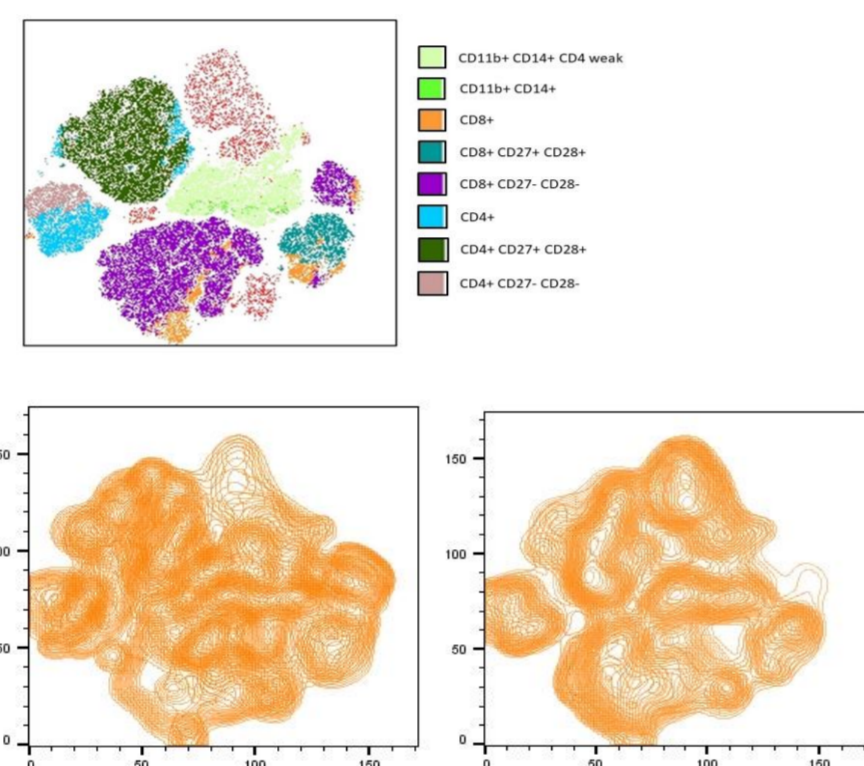 CD11b+ CD14+ CD4 weak
CD11b+ CD14+
CD8+
CD8+ CD27+ CD28+
CD8+ CD27- CD28-
CD4+
CD4+ CD27+ CD28+
CD4+ CD27- CD28-
150
100
50
0
0 50 100 150
0 50 100 150